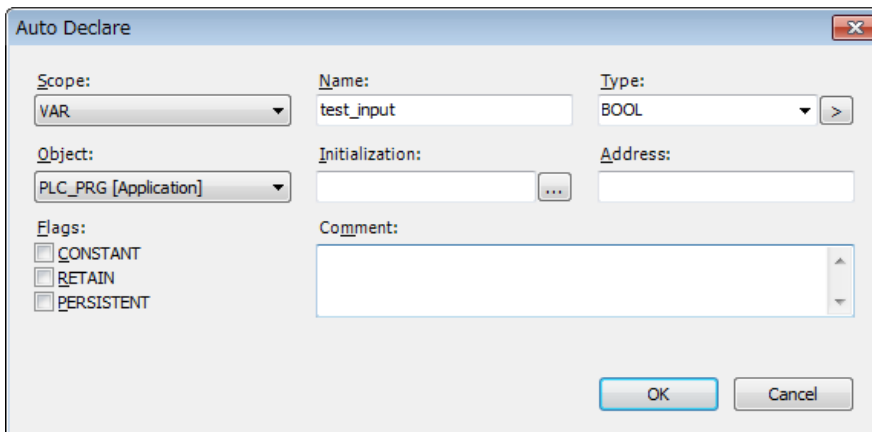 Auto Declare
Scope: Name: Type:
VAR test_input BOOL >
Object: Initialization: Address:
PLC_PRG [Application] ...
Flags: Comment:
CONSTANT
RETAIN
PERSISTENT
OK Cancel